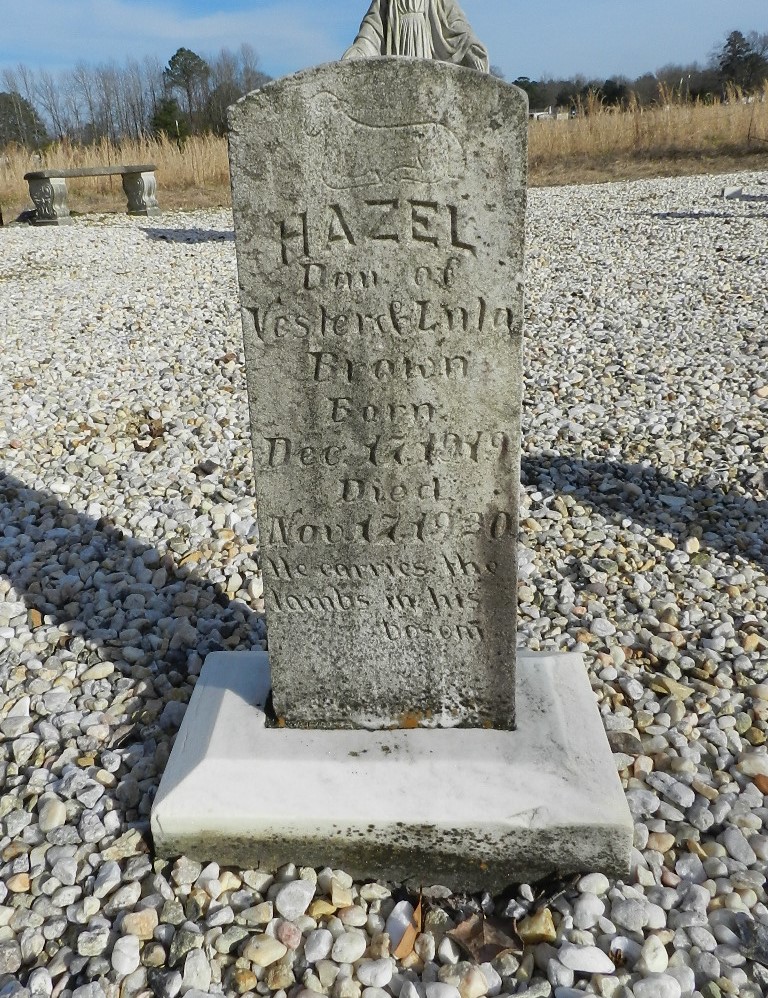 HAZEL
Dau of
Vester & Lula
Brown
Born
Dec. 17, 1919
Died
Nov 17, 1920
He carries the
lambs in his
bosom